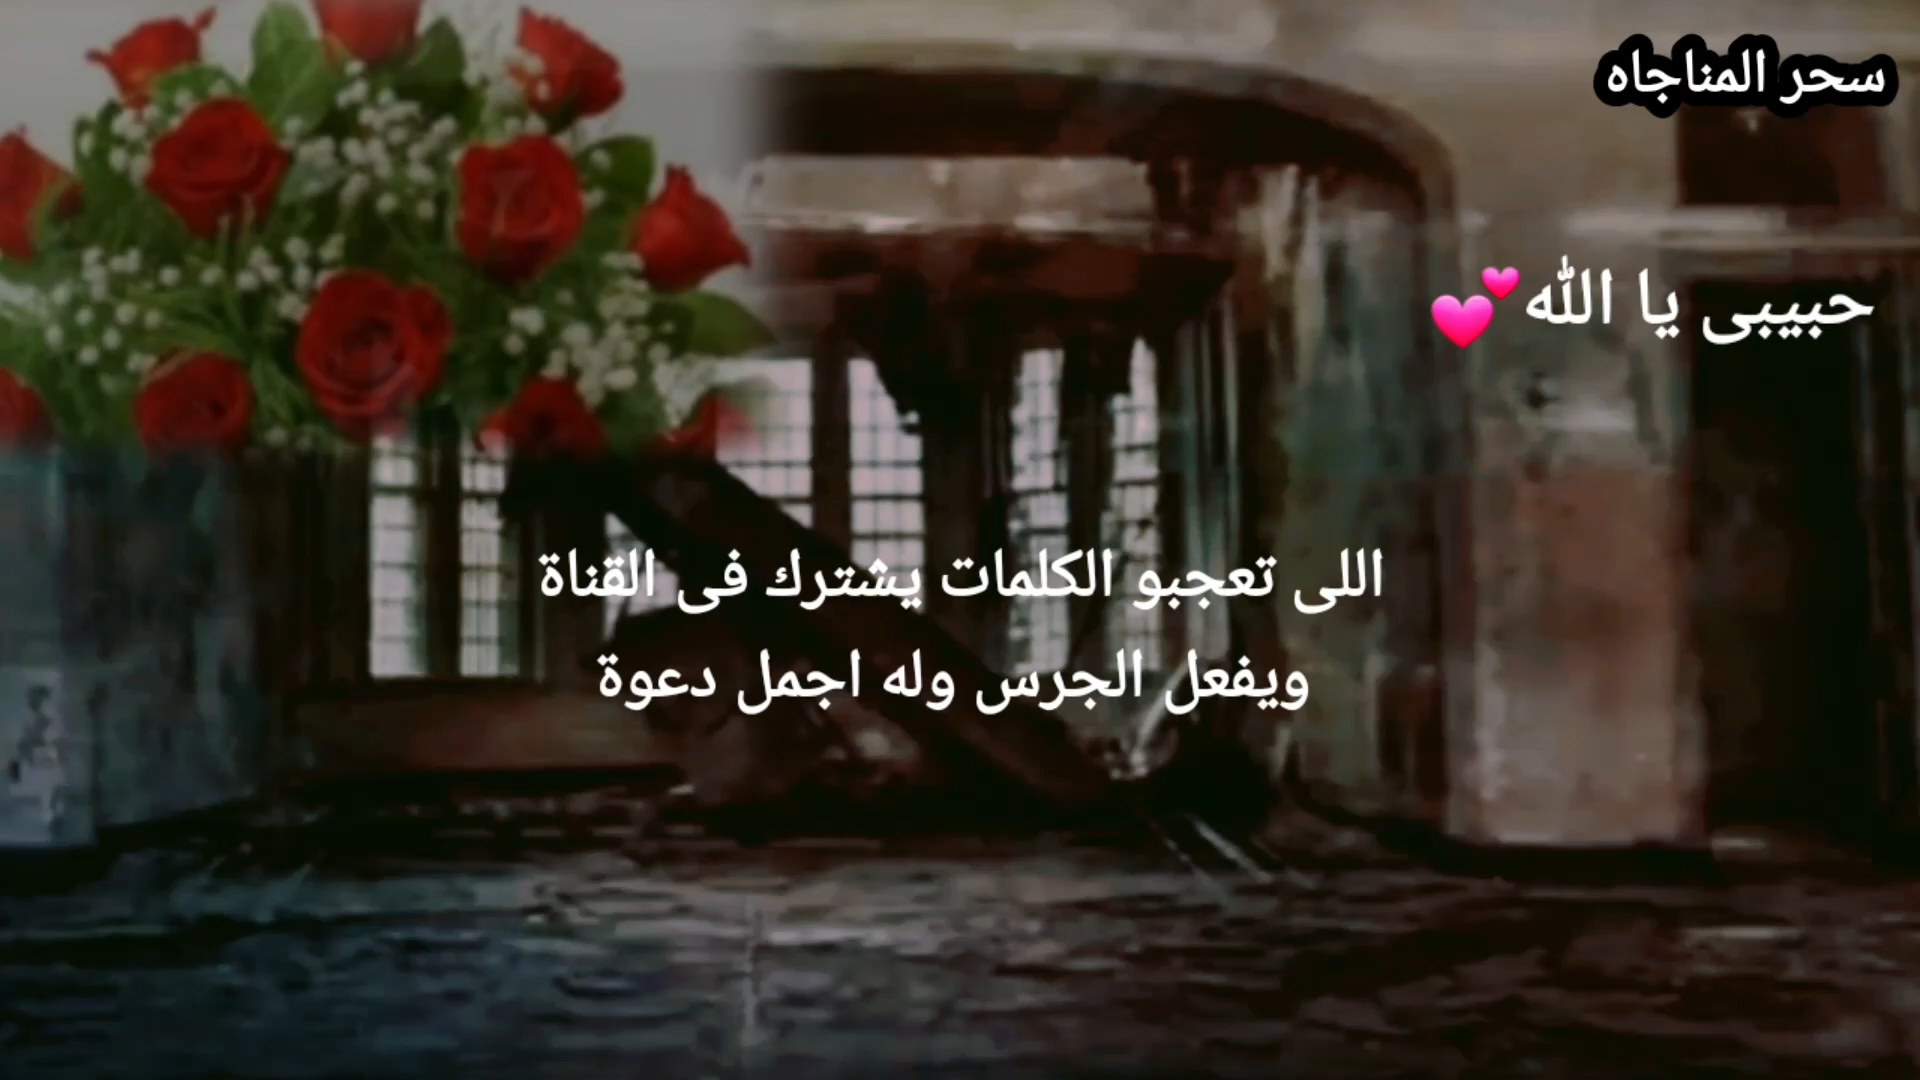 سحر المناجاه
حبيبى يا الله💕
اللى تعجبو الكلمات يشترك فى القناة
ويفعل الجرس وله اجمل دعوة